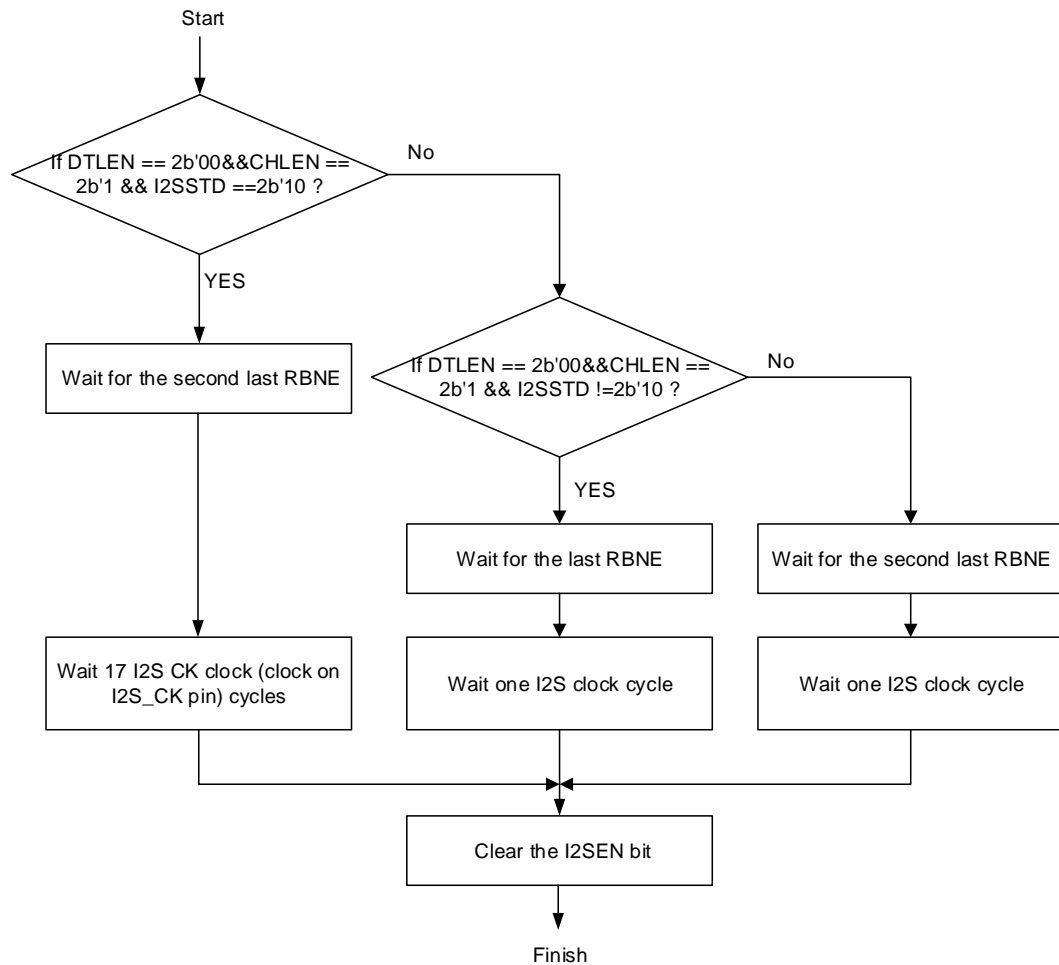 Start
If DTLEN == 2b'00&&CHLEN ==
2b'1 && I2SSTD ==2b'10 ?
No
YES
Wait for the second last RBNE
If DTLEN == 2b'00&&CHLEN ==
2b'1 && I2SSTD !=2b'10 ?
No
YES
Wait for the last RBNE
Wait for the second last RBNE
Wait 17 I2S CK clock (clock on
I2S_CK pin) cycles
Wait one I2S clock cycle
Wait one I2S clock cycle
Clear the I2SEN bit
Finish